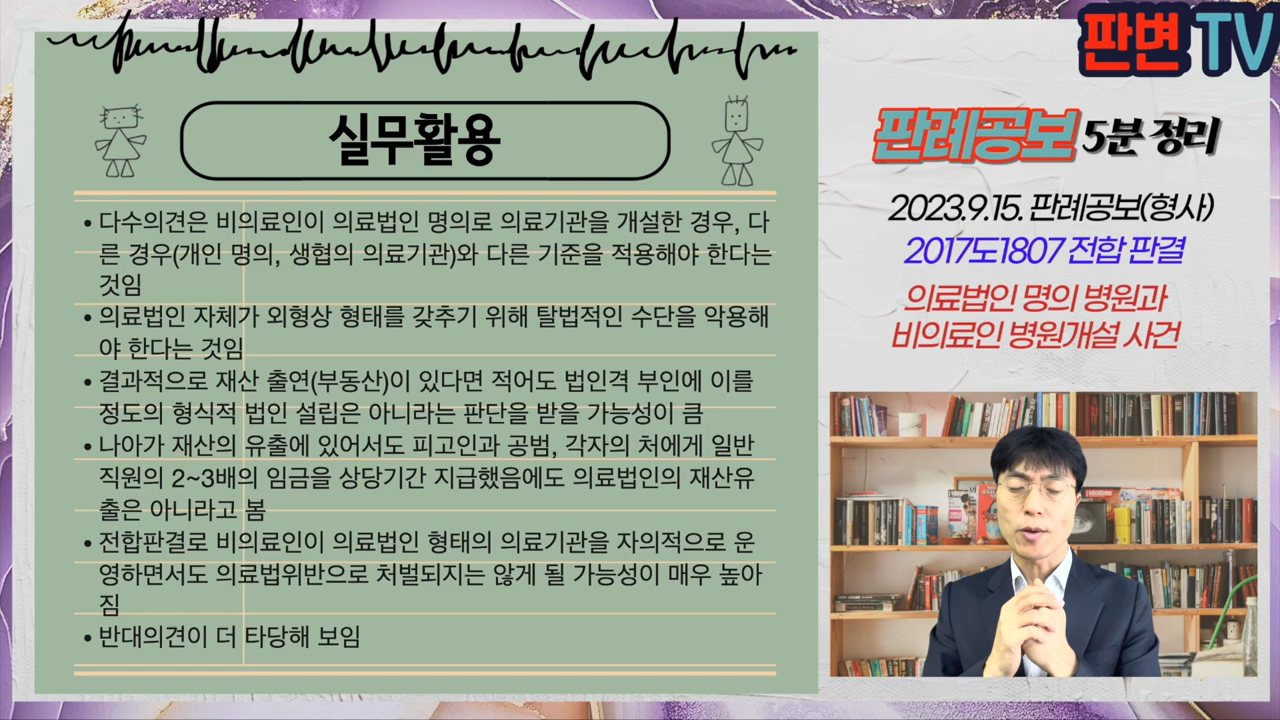 판변 TV
실무활용
• 다수의견은 비의료인이 의료법인 명의로 의료기관을 개설한 경우, 다
른 경우(개인 명의, 생협의 의료기관)와 다른 기준을 적용해야 한다는
것임
• 의료법인 자체가 외형상 형태를 갖추기 위해 탈법적인 수단을 악용해
야 한다는 것임
• 결과적으로 재산 출연(부동산)이 있다면 적어도 법인격 부인에 이를
정도의 형식적 법인 설립은 아니라는 판단을 받을 가능성이 큼
• 나아가 재산의 유출에 있어서도 피고인과 공범, 각자의 처에게 일반
직원의 2~3배의 임금을 상당기간 지급했음에도 의료법인의 재산유
출은 아니라고 봄
• 전합판결로 비의료인이 의료법인 형태의 의료기관을 자의적으로 운
영하면서도 의료법위반으로 처벌되지는 않게 될 가능성이 매우 높아
짐
• 반대의견이 더 타당해 보임
판례공보 5분 정리
2023.9.15. 판례공보(형사)
2017도1807 전합 판결
의료법인 명의 병원과
비의료인 병원개설 사건